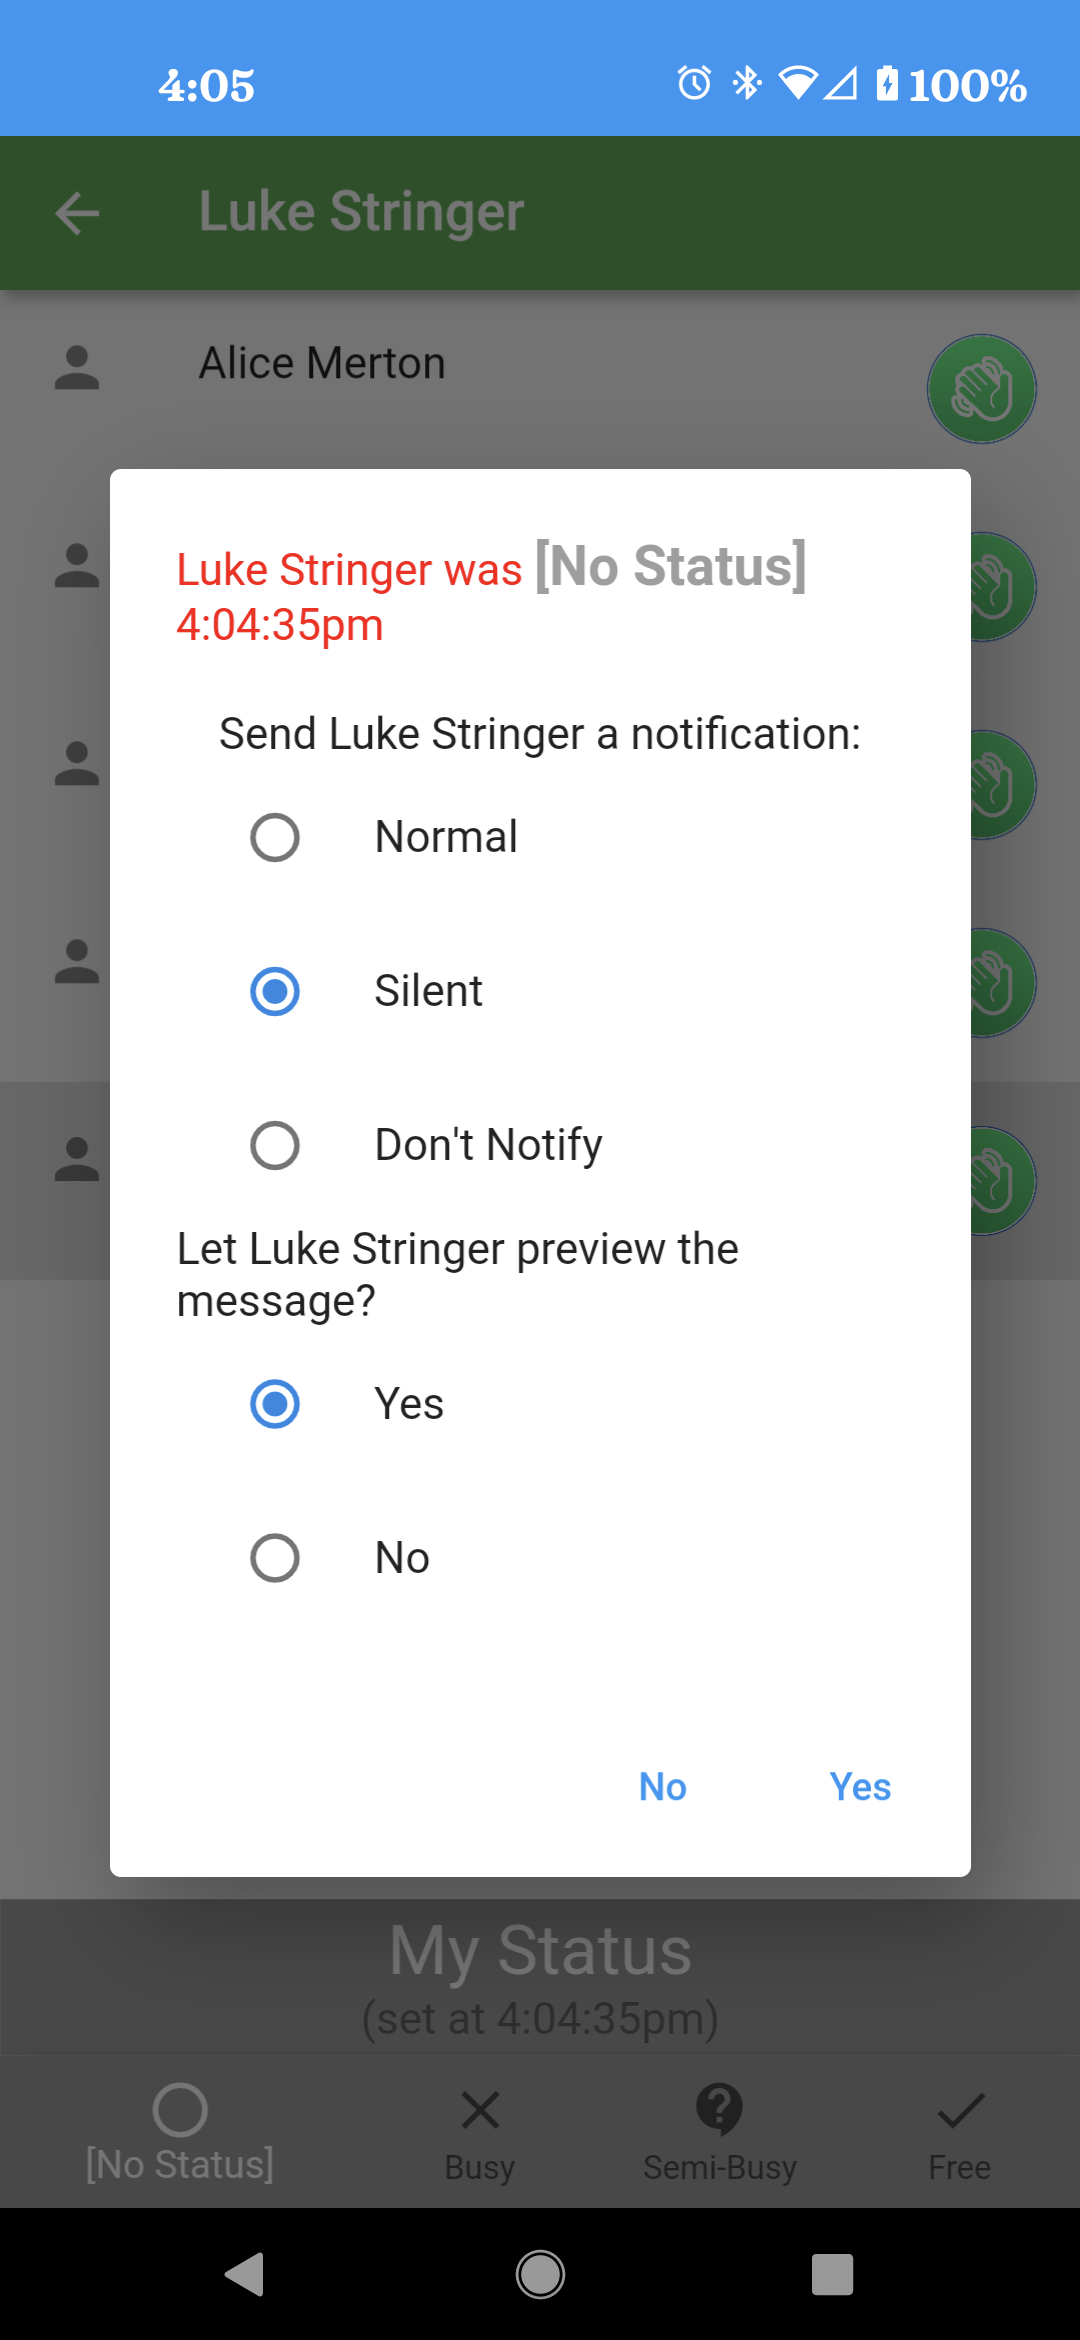 4:05
100%
Luke Stringer
Alice Merton
Luke Stringer was [No Status]
4:04:35pm
Send Luke Stringer a notification:
Normal
Silent
Don't Notify
Let Luke Stringer preview the
message?
Yes
No
No
Yes
My Status
(set at 4:04:35pm)
[No Status]
Busy
Semi-Busy
Free